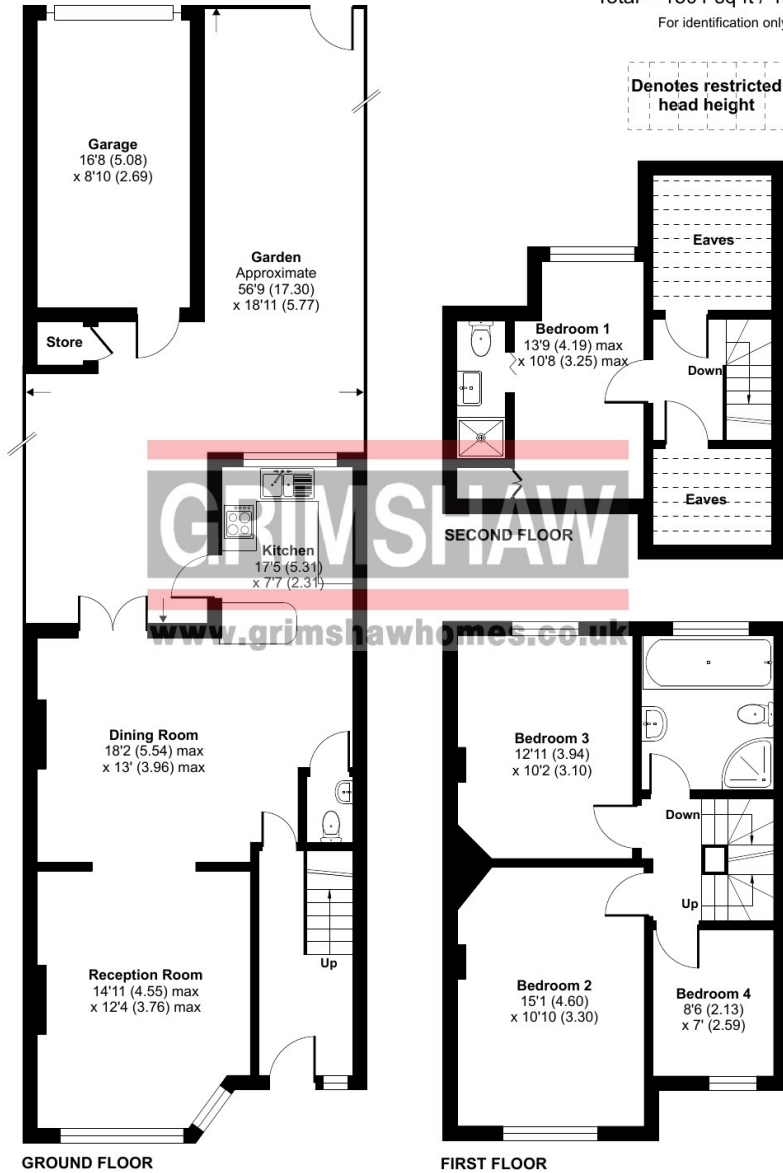 For identification only
Denotes restricted
head height
Garage
16'8 (5.08)
x 8'10 (2.69)
Garden
Approximate
56'9 (17.30)
x 18'11 (5.77)
Store
Eaves
Bedroom 1
13'9 (4.19) max
x 10'8 (3.25) max
Down
Eaves
SECOND FLOOR
GRIMSHAW
www.grimshawhomes.co.uk
Kitchen
17'5 (5.31)
x 7'7 (2.31)
Dining Room
18'2 (5.54) max
x 13' (3.96) max
Reception Room
14'11 (4.55) max
x 12'4 (3.76) max
Up
GROUND FLOOR
Bedroom 3
12'11 (3.94)
x 10'2 (3.10)
Down
Up
Bedroom 2
15'1 (4.60)
x 10'10 (3.30)
Bedroom 4
8'6 (2.13)
x 7' (2.59)
FIRST FLOOR